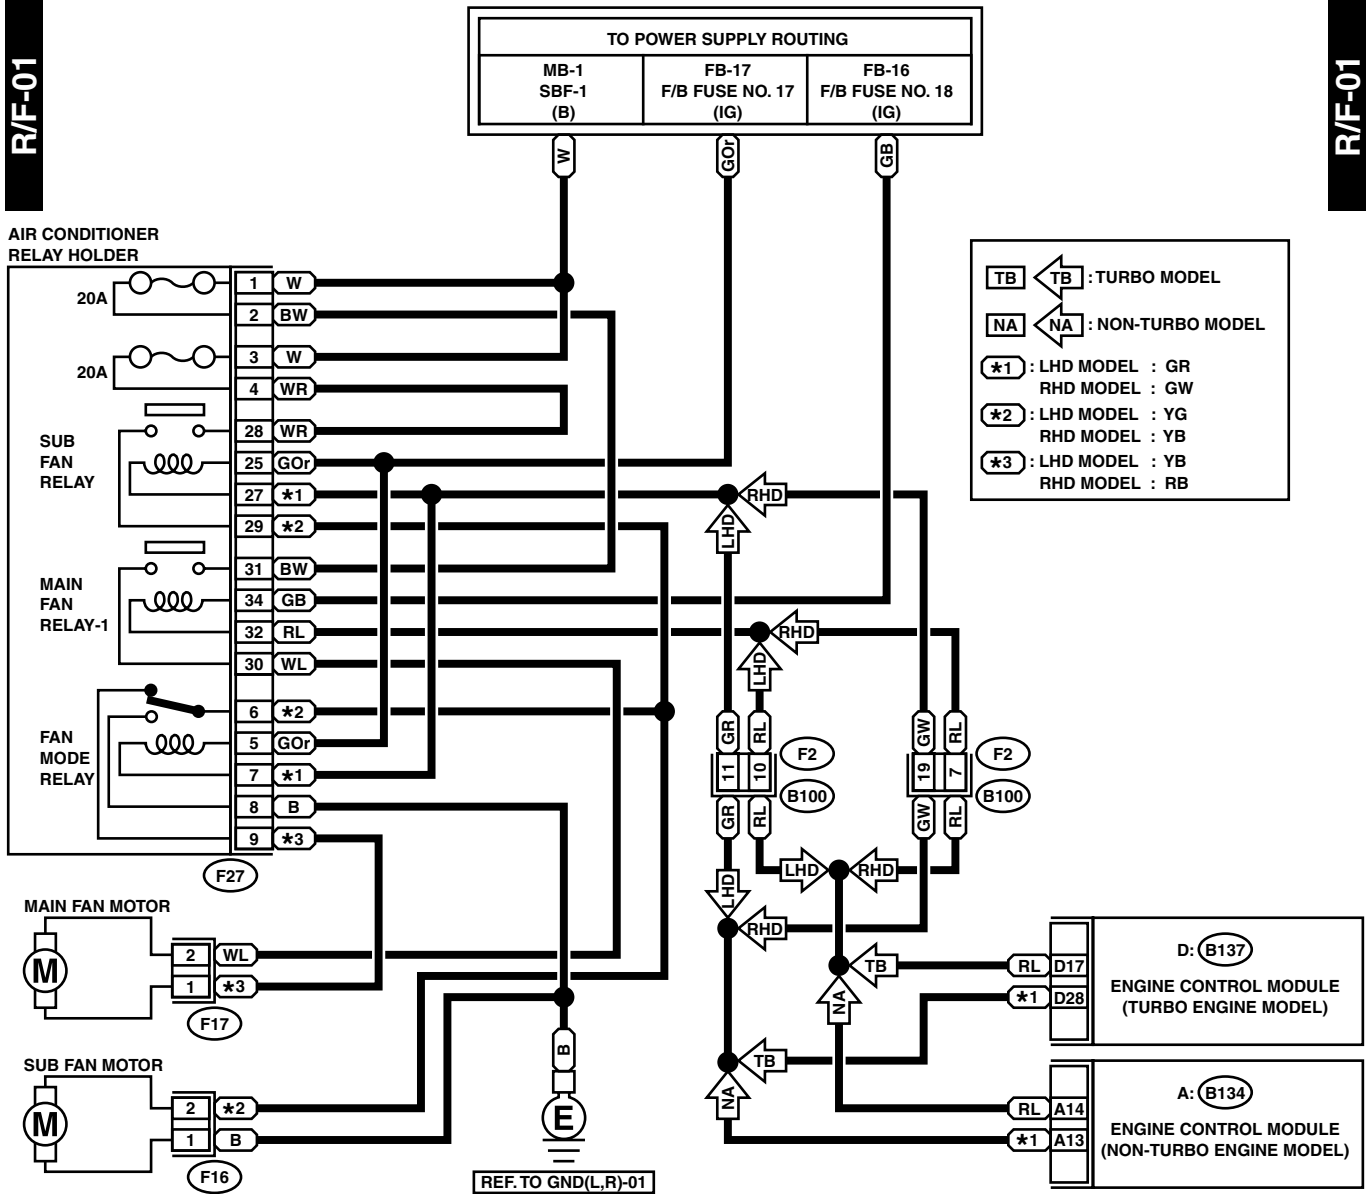 R/F-01
R/F-01
TO POWER SUPPLY ROUTING
MB-1
SBF-1
(B)
FB-17
F/B FUSE NO. 17
(IG)
FB-16
F/B FUSE NO. 18
(IG)
W
GOr
GB
AIR CONDITIONER
RELAY HOLDER
20A
1 W
2 BW
20A
3 W
4 WR
SUB
FAN
RELAY
28 WR
25 GOr
27 *1
29 *2
MAIN
FAN
RELAY-1
31 BW
34 GB
32 RL
30 WL
FAN
MODE
RELAY
6 *2
5 GOr
7 *1
8 B
9 *3
F27
TB TB : TURBO MODEL
NA NA : NON-TURBO MODEL
*1 : LHD MODEL : GR
RHD MODEL : GW
*2 : LHD MODEL : YG
RHD MODEL : YB
*3 : LHD MODEL : YB
RHD MODEL : RB
RHD
LHD
RHD
LHD
GR RL
11 10
GR RL
F2
B100
GW RL
19 7
GW RL
F2
B100
LHD
LHD
RHD
RHD
TB
NA
TB
NA
MAIN FAN MOTOR
M
2 WL
1 *3
F17
SUB FAN MOTOR
M
2 *2
1 B
F16
B
E
REF. TO GND(L,R)-01
RL D17
*1 D28
D: B137
ENGINE CONTROL MODULE
(TURBO ENGINE MODEL)
RL A14
*1 A13
A: B134
ENGINE CONTROL MODULE
(NON-TURBO ENGINE MODEL)